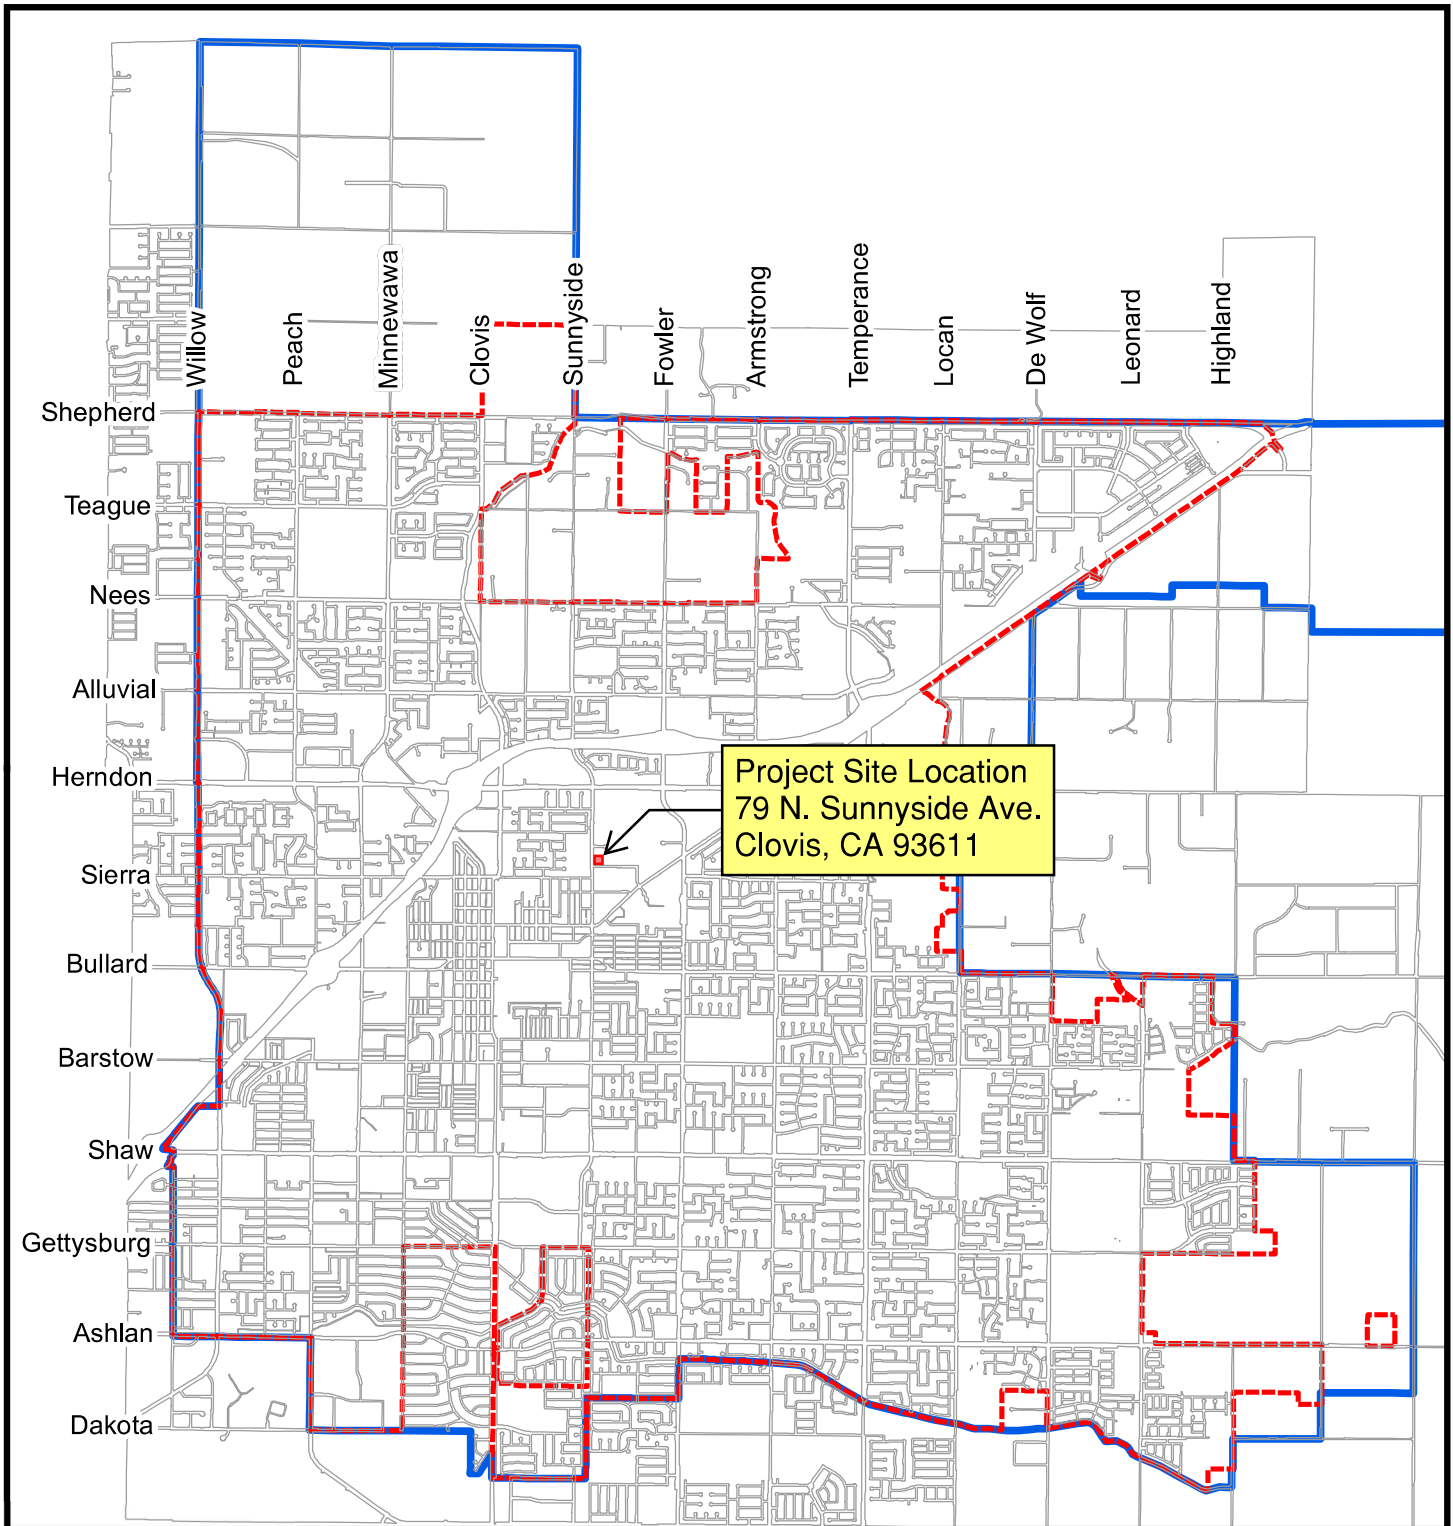 Willow
Peach
Minnewawa
Clovis
Sunnyside
Fowler
Armstrong
Temperance
Locan
De Wolf
Leonard
Highland
Shepherd
Teague
Nees
Alluvial
Herndon
Sierra
Bullard
Barstow
Shaw
Gettysburg
Ashlan
Dakota
Project Site Location
79 N. Sunnyside Ave.
Clovis, CA 93611